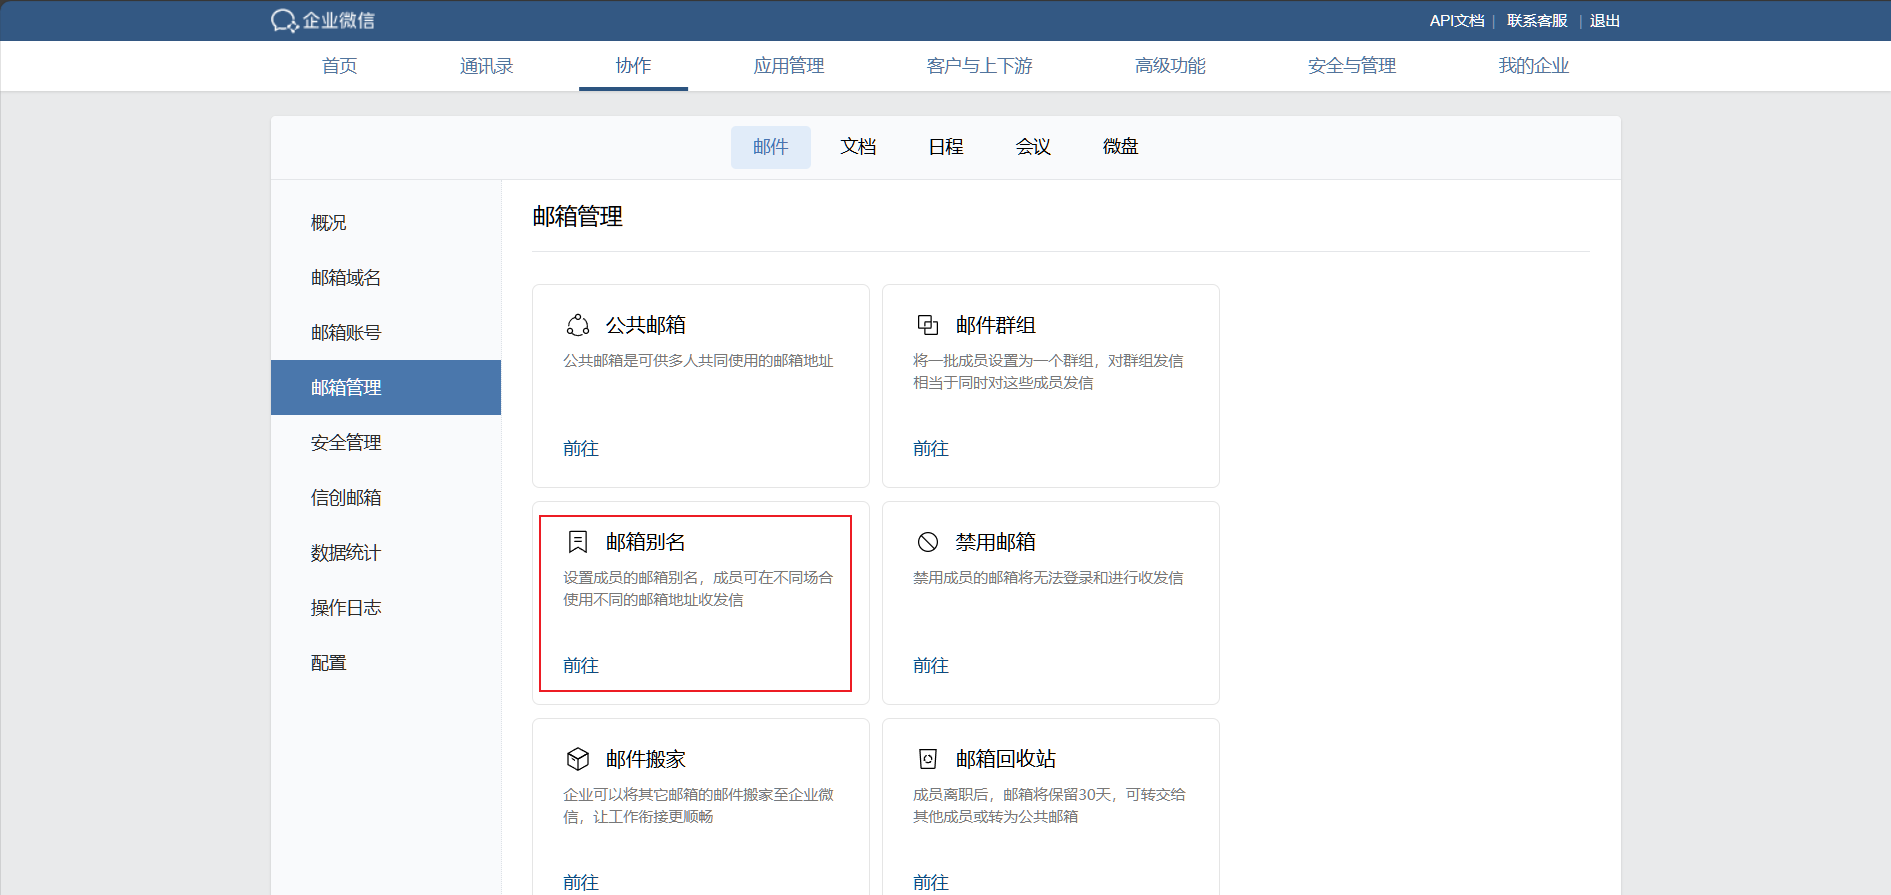 企业微信
API文档 | 联系客服 | 退出
首页 通讯录 协作 应用管理 客户与上下游 高级功能 安全与管理 我的企业
邮件 文档 日程 会议 微盘
概况
邮箱域名
邮箱账号
邮箱管理
安全管理
信创邮箱
数据统计
操作日志
配置
邮箱管理
公共邮箱
公共邮箱是可供多人共同使用的邮箱地址
前往
邮件群组
将一批成员设置为一个群组，对群组发信
相当于同时对这些成员发信
前往
邮箱别名
设置成员的邮箱别名，成员可在不同场合
使用不同的邮箱地址收发信
前往
禁用邮箱
禁用成员的邮箱将无法登录和进行收发信
前往
邮件搬家
企业可以将其它邮箱的邮件搬家至企业微
信，让工作衔接更顺畅
前往
邮箱回收站
成员离职后，邮箱将保留30天，可转交给
其他成员或转为公共邮箱
前往